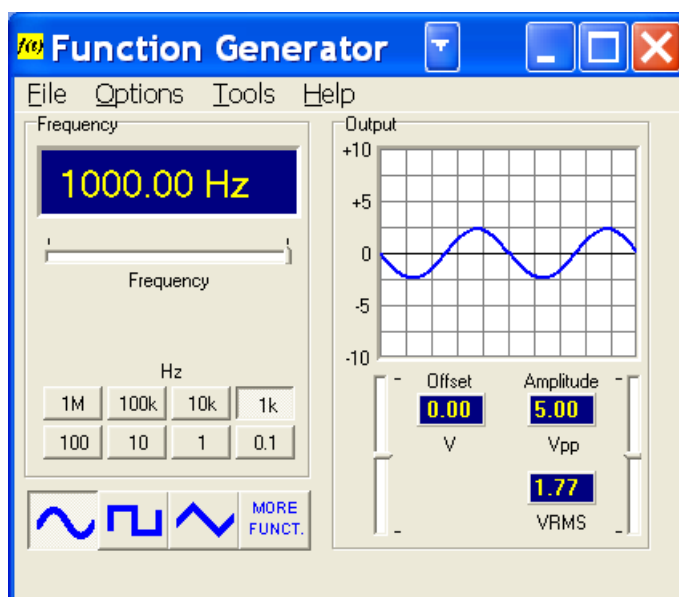 f(t) Function Generator
File Options Tools Help
Frequency
1000.00 Hz
Frequency
Hz
1M 100k 10k 1k
100 10 1 0.1
MORE
FUNCT.
Output
+10
+5
0
-5
-10
Offset Amplitude
0.00 5.00
V Vpp
1.77
VRMS